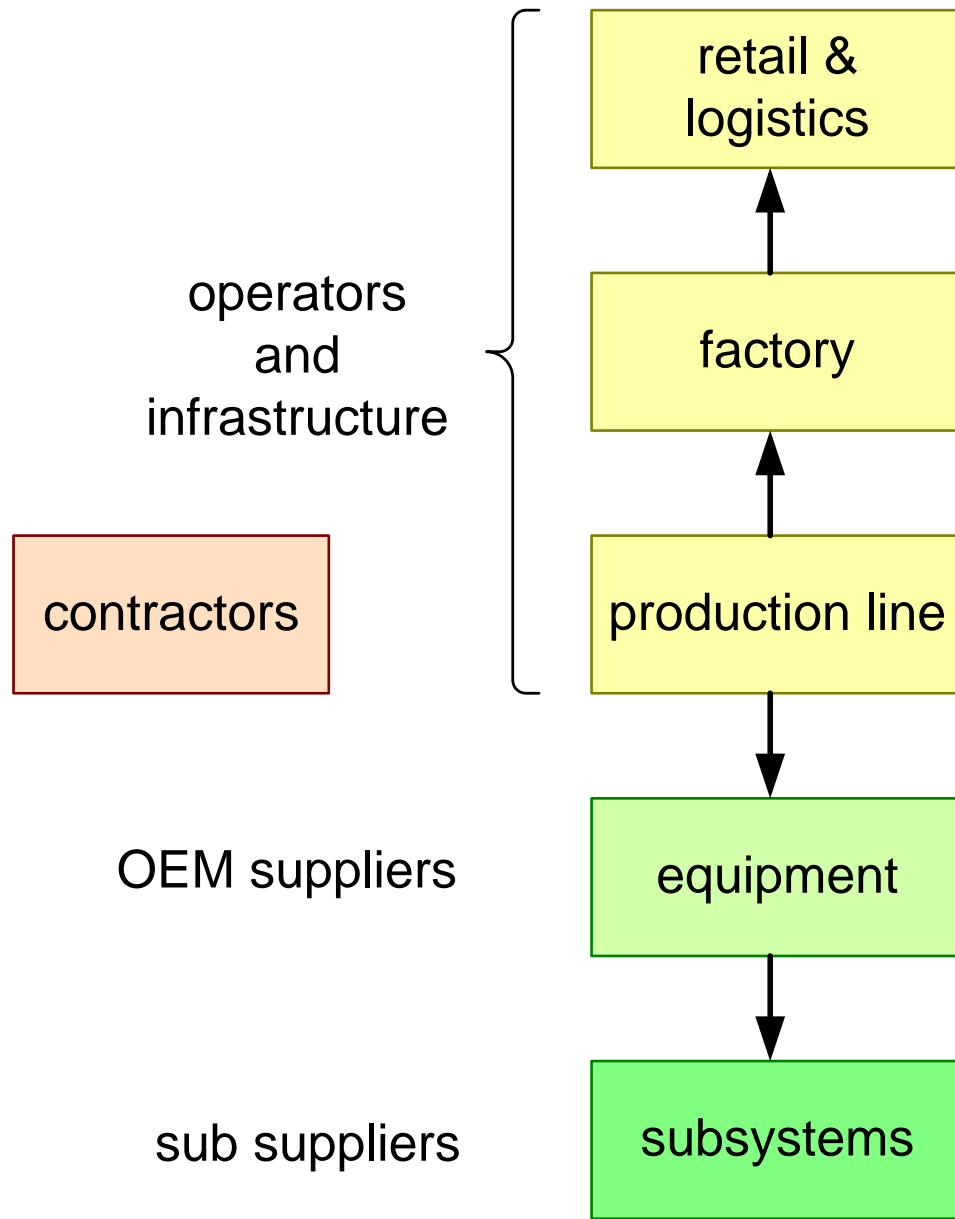 retail &
logistics
operators
and
infrastructure
factory
contractors
production line
OEM suppliers
equipment
sub suppliers
subsystems